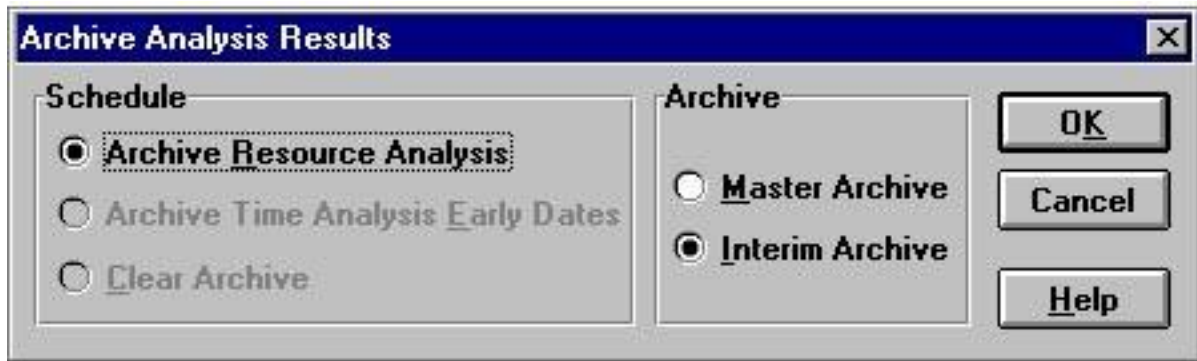 Archive Analysis Results
Schedule
Archive Resource Analysis
Archive Time Analysis Early Dates
Clear Archive
Archive
Master Archive
Interim Archive
OK
Cancel
Help